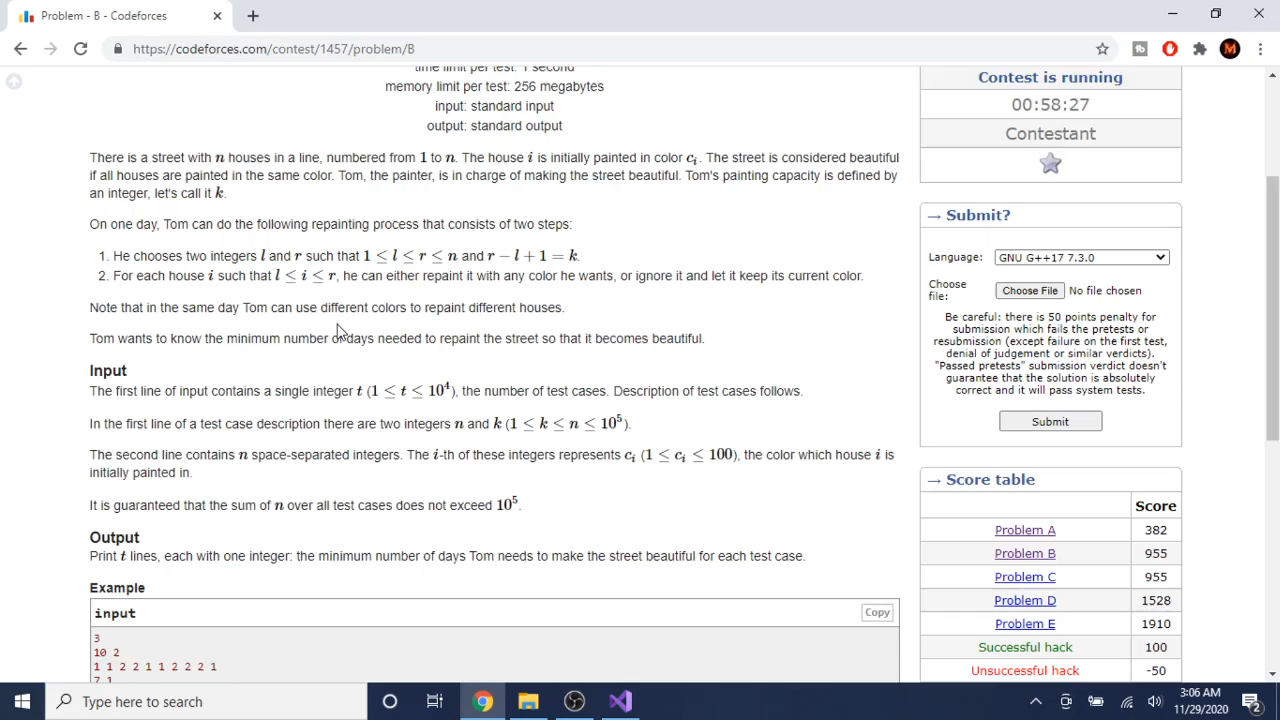 Problem - B - Codeforces
https://codeforces.com/contest/1457/problem/B
M
time limit per test: 1 second
memory limit per test: 256 megabytes
input: standard input
output: standard output
There is a street with n houses in a line, numbered from 1 to n. The house i is initially painted in color cᵢ. The street is considered beautiful
if all houses are painted in the same color. Tom, the painter, is in charge of making the street beautiful. Tom's painting capacity is defined by
an integer, let's call it k.
On one day, Tom can do the following repainting process that consists of two steps:
1. He chooses two integers l and r such that 1 ≤ l ≤ r ≤ n and r − l + 1 = k.
2. For each house i such that l ≤ i ≤ r, he can either repaint it with any color he wants, or ignore it and let it keep its current color.
Note that in the same day Tom can use different colors to repaint different houses.
Tom wants to know the minimum number of days needed to repaint the street so that it becomes beautiful.
Input
The first line of input contains a single integer t (1 ≤ t ≤ 10⁴), the number of test cases. Description of test cases follows.
In the first line of a test case description there are two integers n and k (1 ≤ k ≤ n ≤ 10⁵).
The second line contains n space-separated integers. The i-th of these integers represents cᵢ (1 ≤ cᵢ ≤ 100), the color which house i is
initially painted in.
It is guaranteed that the sum of n over all test cases does not exceed 10⁵.
Output
Print t lines, each with one integer: the minimum number of days Tom needs to make the street beautiful for each test case.
Example
input
Copy
3
10 2
1 1 2 2 1 1 2 2 2 1
7 1
Contest is running
00:58:27
Contestant
→ Submit?
Language: GNU G++17 7.3.0
Choose
file: Choose File No file chosen
Be careful: there is 50 points penalty for
submission which fails the pretests or
resubmission (except failure on the first test,
denial of judgement or similar verdicts).
"Passed pretests" submission verdict doesn't
guarantee that the solution is absolutely
correct and it will pass system tests.
Submit
→ Score table
Score
Problem A 382
Problem B 955
Problem C 955
Problem D 1528
Problem E 1910
Successful hack 100
Unsuccessful hack -50
Type here to search
3:06 AM
11/29/2020
2